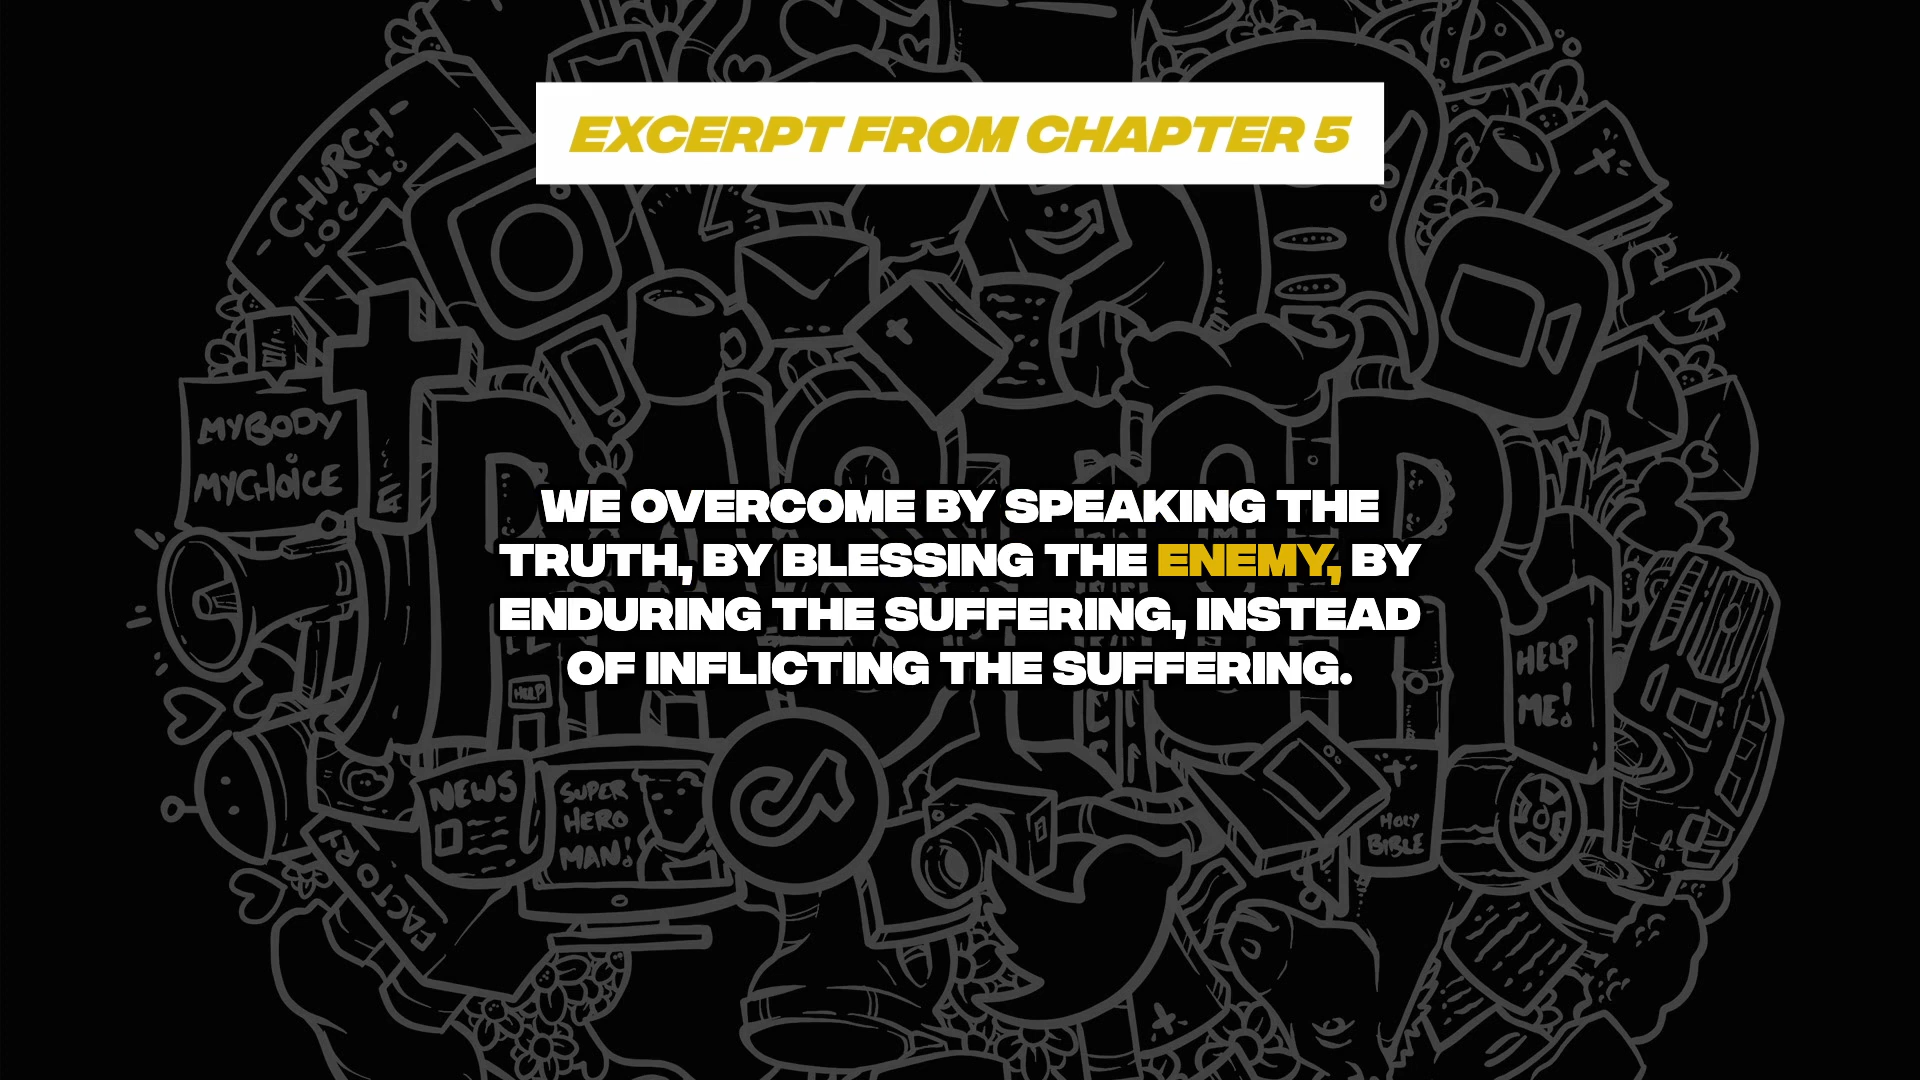 EXCERPT FROM CHAPTER 5
CHURCH
LOCAL!
MY BODY
MY CHOICE
WE OVERCOME BY SPEAKING THE
TRUTH, BY BLESSING THE ENEMY, BY
ENDURING THE SUFFERING, INSTEAD
OF INFLICTING THE SUFFERING.
HELP
HELP
ME!
NEWS
SUPER
HERO
MAN!
HOLY
BIBLE
FACTORY